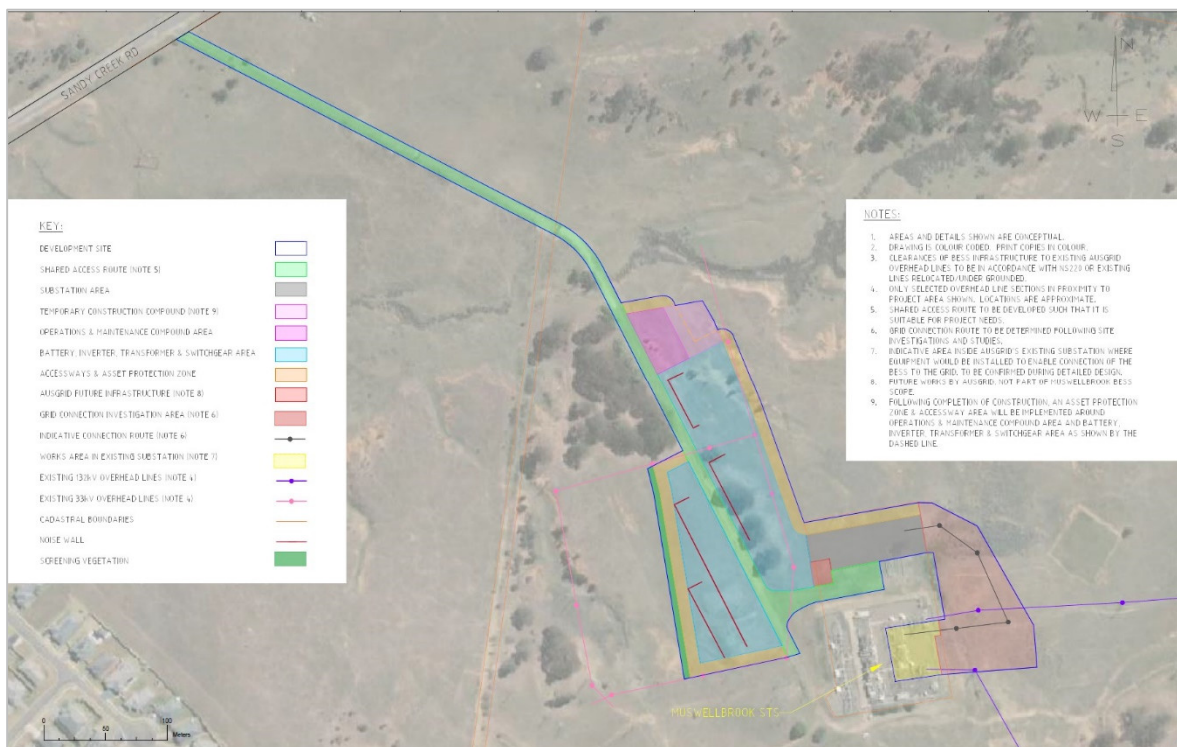 SANDY CREEK RD
N
W E
S
KEY:
DEVELOPMENT SITE
SHARED ACCESS ROUTE (NOTE 5)
SUBSTATION AREA
TEMPORARY CONSTRUCTION COMPOUND (NOTE 9)
OPERATIONS & MAINTENANCE COMPOUND AREA
BATTERY, INVERTER, TRANSFORMER & SWITCHGEAR AREA
ACCESSWAYS & ASSET PROTECTION ZONE
AUSGRID FUTURE INFRASTRUCTURE (NOTE 8)
GRID CONNECTION INVESTIGATION AREA (NOTE 6)
INDICATIVE CONNECTION ROUTE (NOTE 6)
WORKS AREA IN EXISTING SUBSTATION (NOTE 7)
EXISTING 132kV OVERHEAD LINES (NOTE 4)
EXISTING 33kV OVERHEAD LINES (NOTE 4)
CADASTRAL BOUNDARIES
NOISE WALL
SCREENING VEGETATION
NOTES:
1. AREAS AND DETAILS SHOWN ARE CONCEPTUAL.
2. DRAWING IS COLOUR CODED. PRINT COPIES IN COLOUR.
3. CLEARANCES OF BESS INFRASTRUCTURE TO EXISTING AUSGRID
OVERHEAD LINES TO BE IN ACCORDANCE WITH NS220 OR EXISTING
LINES RELOCATED/UNDER GROUNDED.
4. ONLY SELECTED OVERHEAD LINE SECTIONS IN PROXIMITY TO
PROJECT AREA SHOWN. LOCATIONS ARE APPROXIMATE.
5. SHARED ACCESS ROUTE TO BE DEVELOPED SUCH THAT IT IS
SUITABLE FOR PROJECT NEEDS.
6. GRID CONNECTION ROUTE TO BE DETERMINED FOLLOWING SITE
INVESTIGATIONS AND STUDIES.
7. INDICATIVE AREA INSIDE AUSGRID'S EXISTING SUBSTATION WHERE
EQUIPMENT WOULD BE INSTALLED TO ENABLE CONNECTION OF THE
BESS TO THE GRID, TO BE CONFIRMED DURING DETAILED DESIGN.
8. FUTURE WORKS BY AUSGRID, NOT PART OF MUSWELLBROOK BESS
SCOPE.
9. FOLLOWING COMPLETION OF CONSTRUCTION, AN ASSET PROTECTION
ZONE & ACCESSWAY AREA WILL BE IMPLEMENTED AROUND
OPERATIONS & MAINTENANCE COMPOUND AREA AND BATTERY,
INVERTER, TRANSFORMER & SWITCHGEAR AREA AS SHOWN BY THE
DASHED LINE.
MUSWELLBROOK STS
0 50 100
Meters